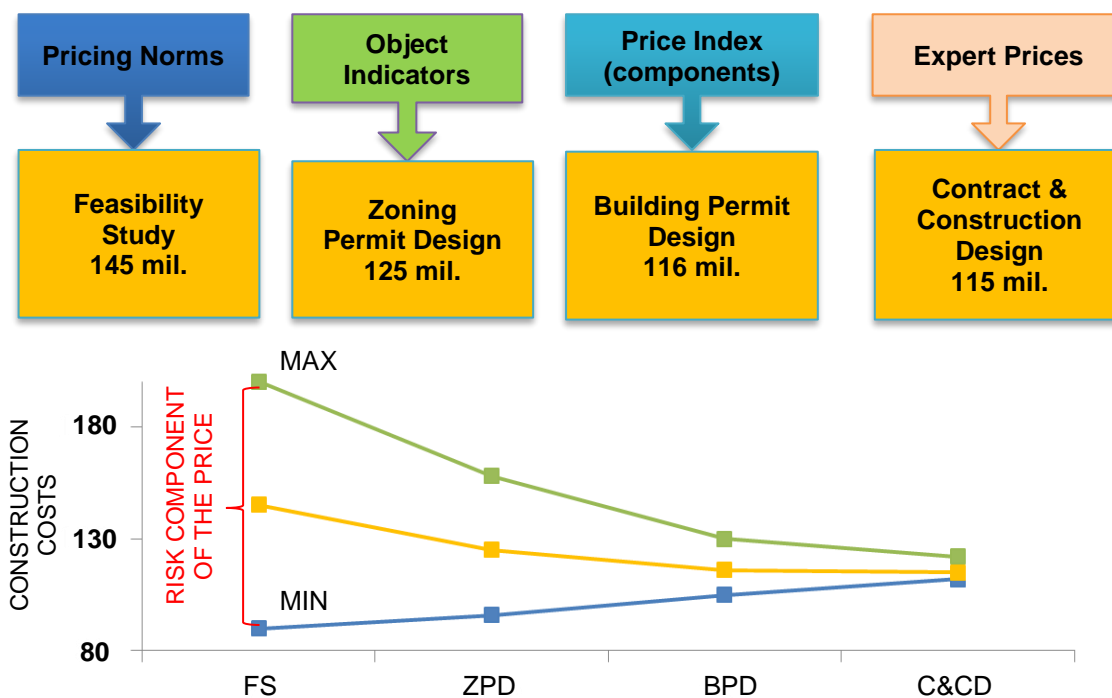 Pricing Norms
Object
Indicators
Price Index
(components)
Expert Prices
Feasibility
Study
145 mil.
Zoning
Permit Design
125 mil.
Building Permit
Design
116 mil.
Contract &
Construction
Design
115 mil.
CONSTRUCTION
COSTS
180
130
80
RISK COMPONENT
OF THE PRICE
MAX
MIN
FS
ZPD
BPD
C&CD